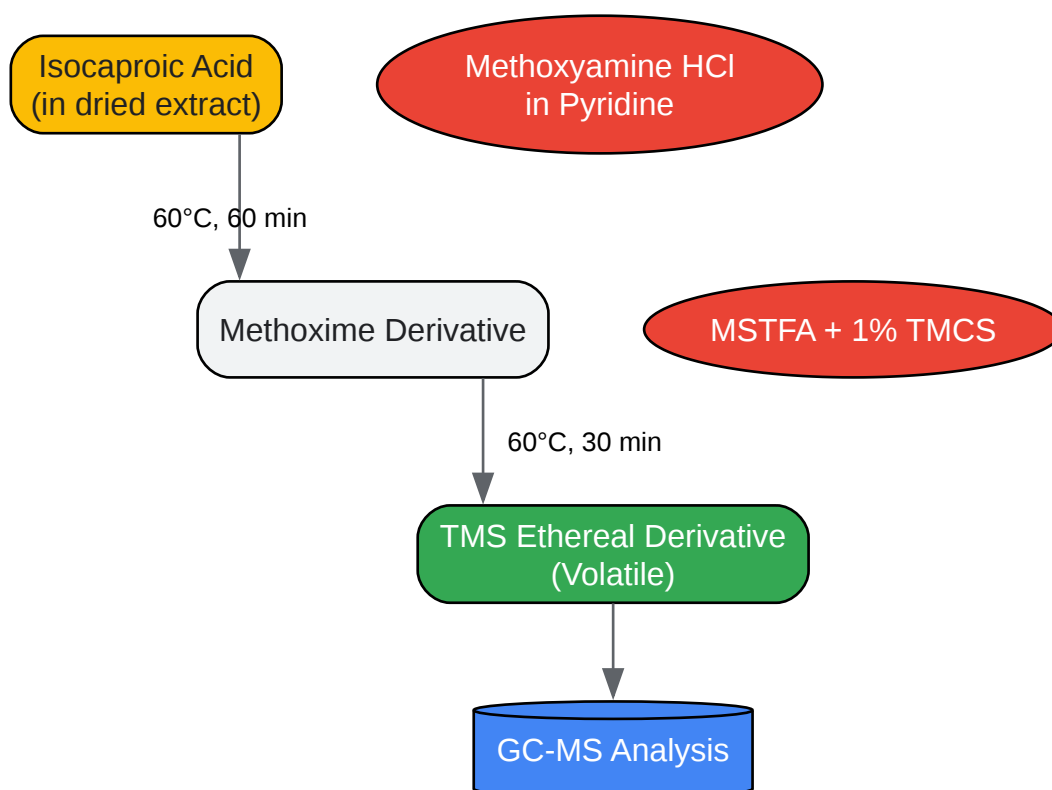 Isocaproic Acid
(in dried extract)
Methoxyamine HCl
in Pyridine
60°C, 60 min
Methoxime Derivative
MSTFA + 1% TMCS
60°C, 30 min
TMS Ethereal Derivative
(Volatile)
GC-MS Analysis